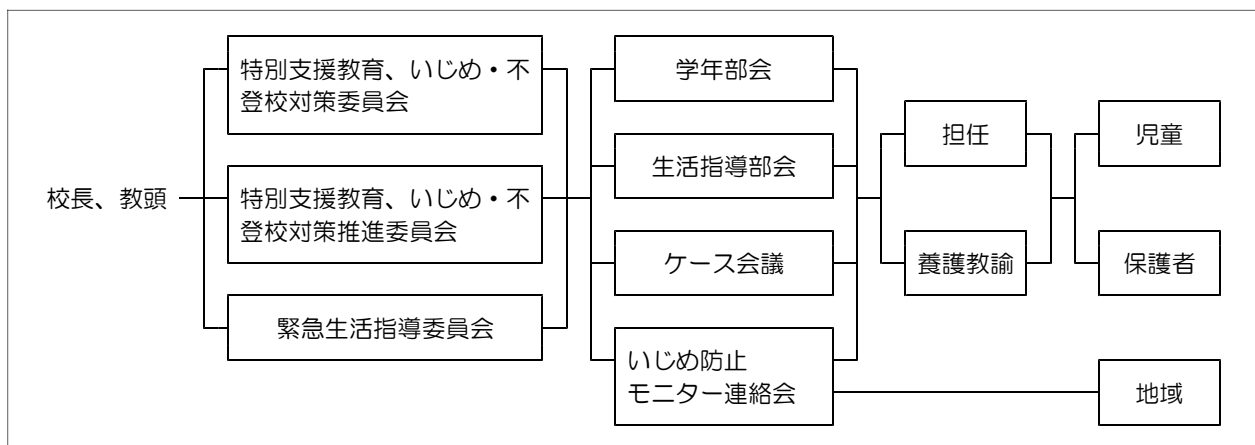 校長、教頭
特別支援教育、いじめ・不
登校対策委員会
特別支援教育、いじめ・不
登校対策推進委員会
緊急生活指導委員会
学年部会
生活指導部会
ケース会議
いじめ防止
モニター連絡会
担任
養護教諭
児童
保護者
地域